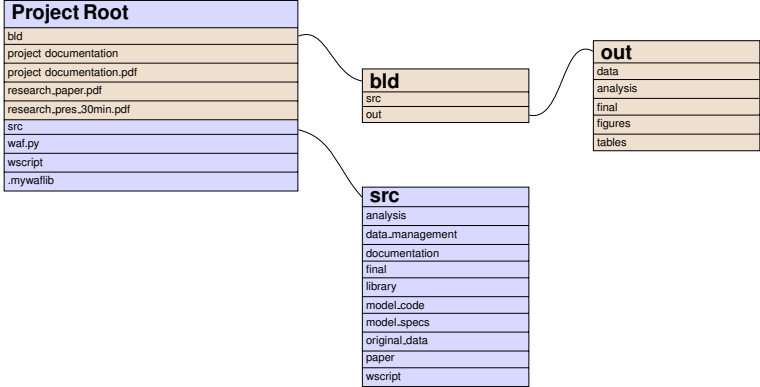 Project Root
bld
project documentation
project documentation.pdf
research_paper.pdf
research_pres_30min.pdf
src
waf.py
wscript
.mywaflib
bld
src
out
out
data
analysis
final
figures
tables
src
analysis
data_management
documentation
final
library
model_code
model_specs
original_data
paper
wscript